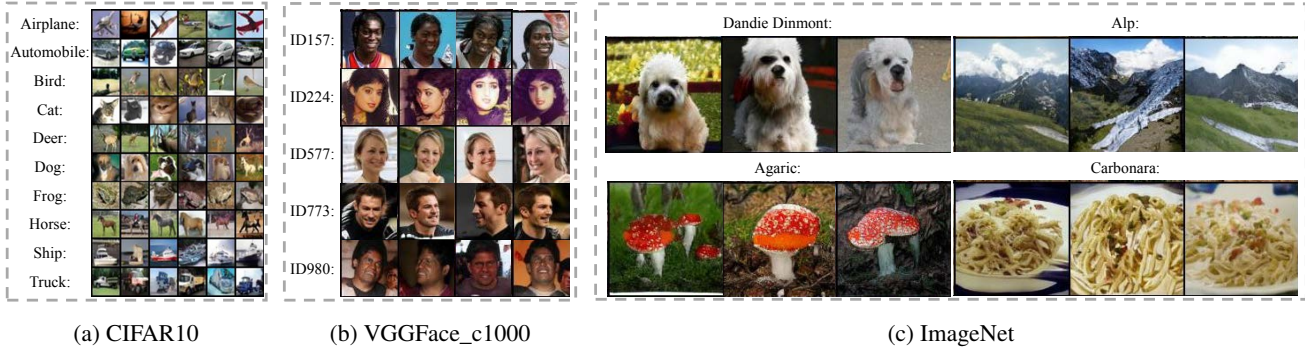 Airplane:
Automobile:
Bird:
Cat:
Deer:
Dog:
Frog:
Horse:
Ship:
Truck:
(a) CIFAR10
ID157:
ID224:
ID577:
ID773:
ID980:
(b) VGGFace_c1000
Dandie Dinmont:
Alp:
Agaric:
Carbonara:
(c) ImageNet